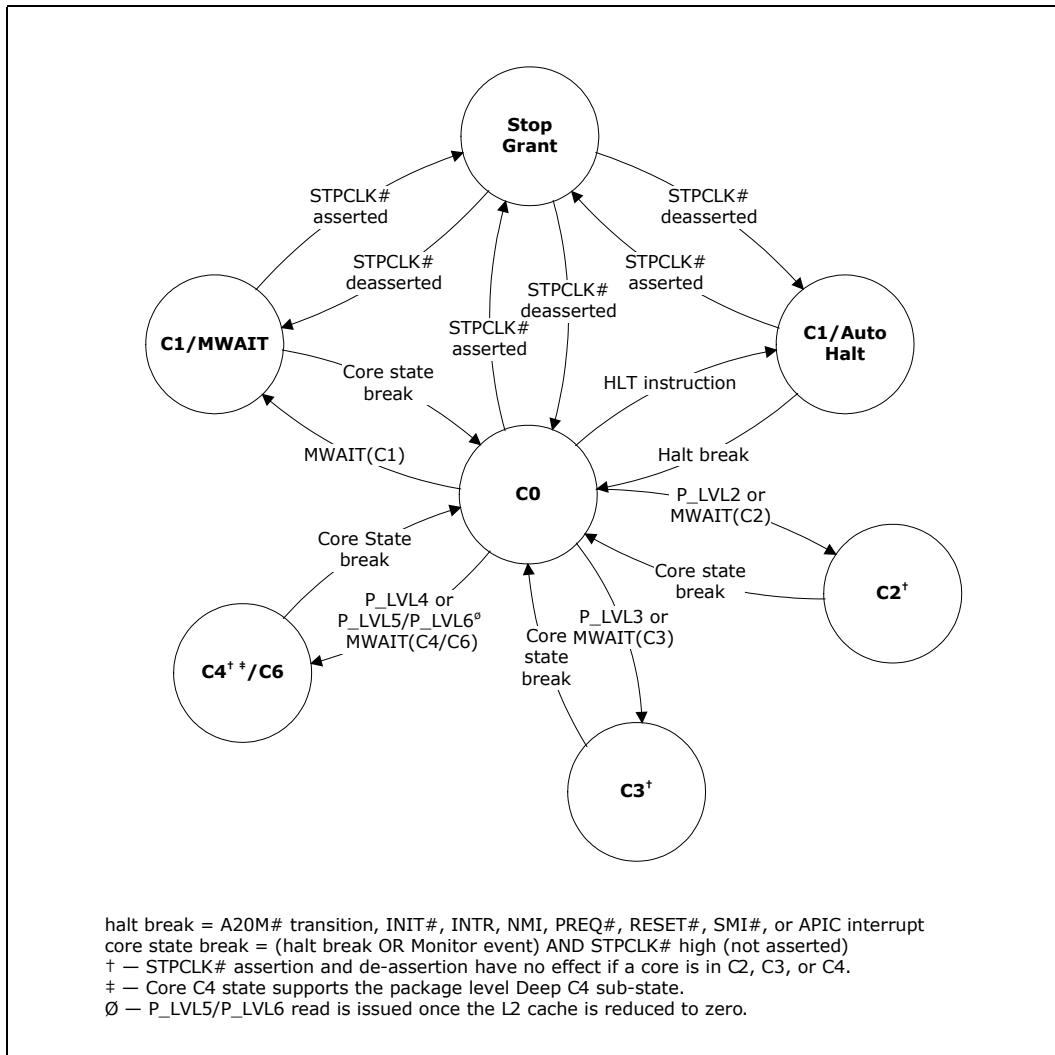 Stop
Grant
STPCLK#
asserted
STPCLK#
deasserted
STPCLK#
deasserted
STPCLK#
asserted
STPCLK#
asserted
STPCLK#
deasserted
C1/MWAIT
C1/Auto
Halt
Core state
break
HLT instruction
MWAIT(C1)
Halt break
C0
P_LVL2 or
MWAIT(C2)
Core State
break
Core state
break
C2†
P_LVL4 or
P_LVL5/P_LVL6ø
MWAIT(C4/C6)
P_LVL3 or
MWAIT(C3)
Core
state
break
C4† ‡/C6
C3†
halt break = A20M# transition, INIT#, INTR, NMI, PREQ#, RESET#, SMI#, or APIC interrupt
core state break = (halt break OR Monitor event) AND STPCLK# high (not asserted)
† — STPCLK# assertion and de-assertion have no effect if a core is in C2, C3, or C4.
‡ — Core C4 state supports the package level Deep C4 sub-state.
Ø — P_LVL5/P_LVL6 read is issued once the L2 cache is reduced to zero.